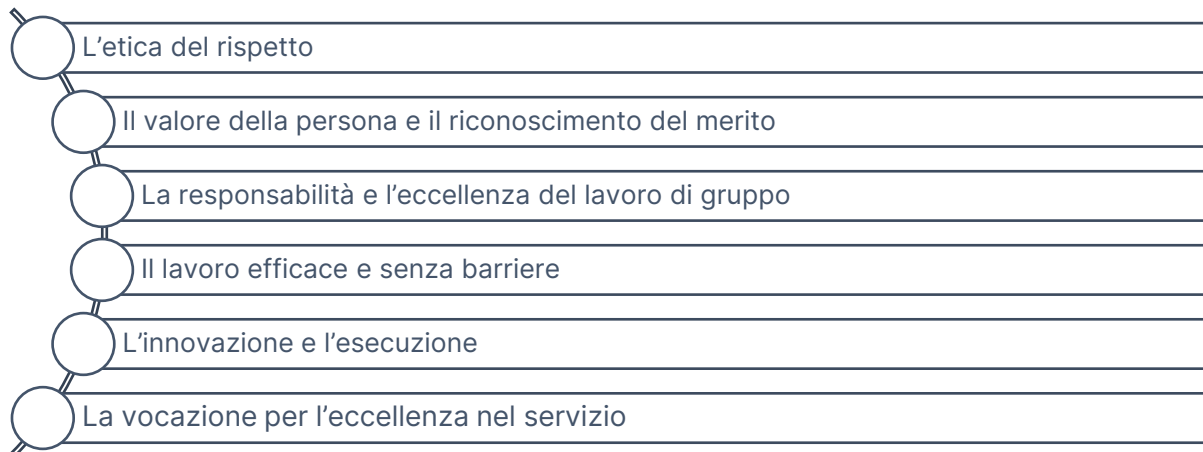 L’etica del rispetto
Il valore della persona e il riconoscimento del merito
La responsabilità e l’eccellenza del lavoro di gruppo
Il lavoro efficace e senza barriere
L’innovazione e l’esecuzione
La vocazione per l’eccellenza nel servizio